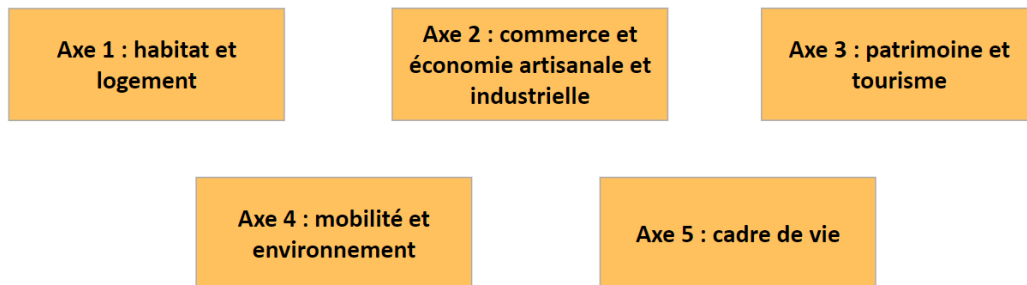 Axe 1 : habitat et
logement
Axe 2 : commerce et
économie artisanale et
industrielle
Axe 3 : patrimoine et
tourisme
Axe 4 : mobilité et
environnement
Axe 5 : cadre de vie